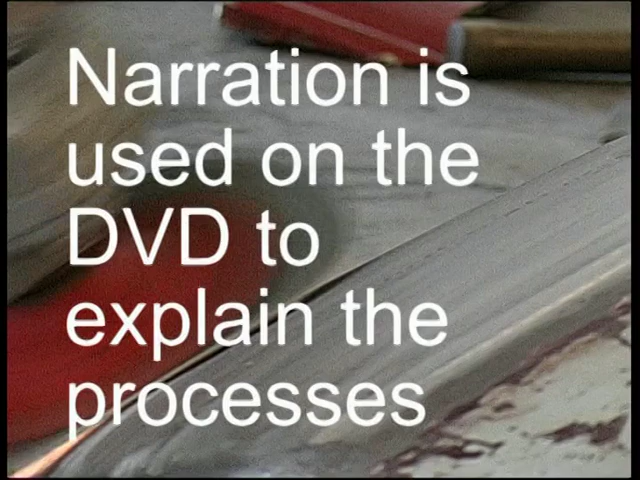 Narration is
used on the
DVD to
explain the
processes